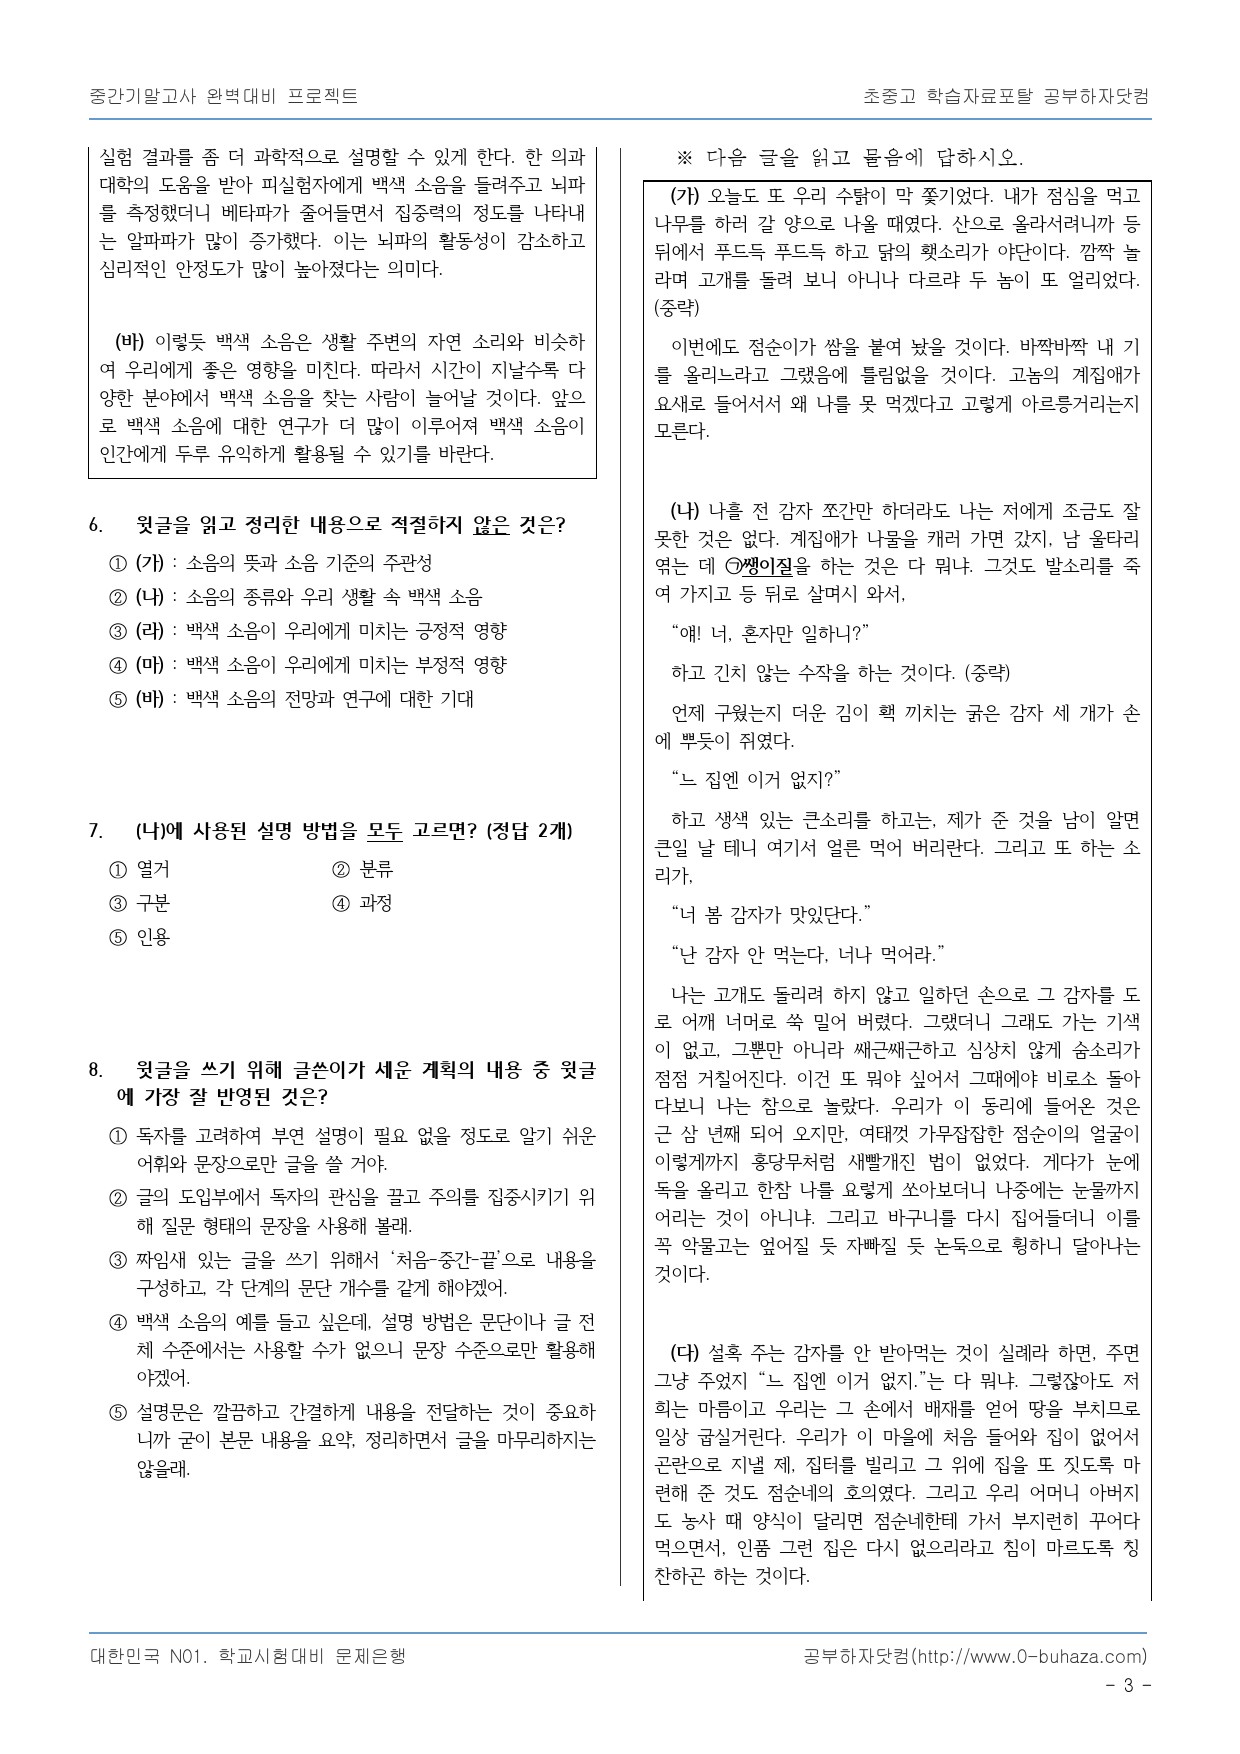 중간기말고사 완벽대비 프로젝트
초중고 학습자료포탈 공부하자닷컴
실험 결과를 좀 더 과학적으로 설명할 수 있게 한다. 한 의과
대학의 도움을 받아 피실험자에게 백색 소음을 들려주고 뇌파
를 측정했더니 베타파가 줄어들면서 집중력의 정도를 나타내
는 알파파가 많이 증가했다. 이는 뇌파의 활동성이 감소하고
심리적인 안정도가 많이 높아졌다는 의미다.
(바) 이렇듯 백색 소음은 생활 주변의 자연 소리와 비슷하
여 우리에게 좋은 영향을 미친다. 따라서 시간이 지날수록 다
양한 분야에서 백색 소음을 찾는 사람이 늘어날 것이다. 앞으
로 백색 소음에 대한 연구가 더 많이 이루어져 백색 소음이
인간에게 두루 유익하게 활용될 수 있기를 바란다.
6. 윗글을 읽고 정리한 내용으로 적절하지 않은 것은?
① (가) : 소음의 뜻과 소음 기준의 주관성
② (나) : 소음의 종류와 우리 생활 속 백색 소음
③ (라) : 백색 소음이 우리에게 미치는 긍정적 영향
④ (마) : 백색 소음이 우리에게 미치는 부정적 영향
⑤ (바) : 백색 소음의 전망과 연구에 대한 기대
7. (나)에 사용된 설명 방법을 모두 고르면? (정답 2개)
① 열거 ② 분류
③ 구분 ④ 과정
⑤ 인용
8. 윗글을 쓰기 위해 글쓴이가 세운 계획의 내용 중 윗글
에 가장 잘 반영된 것은?
① 독자를 고려하여 부연 설명이 필요 없을 정도로 알기 쉬운
어휘와 문장으로만 글을 쓸 거야.
② 글의 도입부에서 독자의 관심을 끌고 주의를 집중시키기 위
해 질문 형태의 문장을 사용해 볼래.
③ 짜임새 있는 글을 쓰기 위해서 ‘처음-중간-끝’으로 내용을
구성하고, 각 단계의 문단 개수를 같게 해야겠어.
④ 백색 소음의 예를 들고 싶은데, 설명 방법은 문단이나 글 전
체 수준에서는 사용할 수가 없으니 문장 수준으로만 활용해
야겠어.
⑤ 설명문은 깔끔하고 간결하게 내용을 전달하는 것이 중요하
니까 굳이 본문 내용을 요약, 정리하면서 글을 마무리하지는
않을래.
※ 다음 글을 읽고 물음에 답하시오.
(가) 오늘도 또 우리 수탉이 막 쫓기었다. 내가 점심을 먹고
나무를 하러 갈 양으로 나올 때였다. 산으로 올라서려니까 등
뒤에서 푸드득 푸드득 하고 닭의 횃소리가 야단이다. 깜짝 놀
라며 고개를 돌려 보니 아니나 다르랴 두 놈이 또 얼리었다.
(중략)
이번에도 점순이가 쌈을 붙여 놨을 것이다. 바짝바짝 내 기
를 올리느라고 그랬음에 틀림없을 것이다. 고놈의 계집애가
요새로 들어서서 왜 나를 못 먹겠다고 고렇게 아르릉거리는지
모른다.
(나) 나흘 전 감자 쪼간만 하더라도 나는 저에게 조금도 잘
못한 것은 없다. 계집애가 나물을 캐러 가면 갔지, 남 울타리
엮는 데 ㉠쌩이질을 하는 것은 다 뭐냐. 그것도 발소리를 죽
여 가지고 등 뒤로 살며시 와서,
“얘! 너, 혼자만 일하니?”
하고 긴치 않는 수작을 하는 것이다. (중략)
언제 구웠는지 더운 김이 홱 끼치는 굵은 감자 세 개가 손
에 뿌듯이 쥐였다.
“느 집엔 이거 없지?”
하고 생색 있는 큰소리를 하고는, 제가 준 것을 남이 알면
큰일 날 테니 여기서 얼른 먹어 버리란다. 그리고 또 하는 소
리가,
“너 봄 감자가 맛있단다.”
“난 감자 안 먹는다, 너나 먹어라.”
나는 고개도 돌리려 하지 않고 일하던 손으로 그 감자를 도
로 어깨 너머로 쑥 밀어 버렸다. 그랬더니 그래도 가는 기색
이 없고, 그뿐만 아니라 쌔근쌔근하고 심상치 않게 숨소리가
점점 거칠어진다. 이건 또 뭐야 싶어서 그때에야 비로소 돌아
다보니 나는 참으로 놀랐다. 우리가 이 동리에 들어온 것은
근 삼 년째 되어 오지만, 여태껏 가무잡잡한 점순이의 얼굴이
이렇게까지 홍당무처럼 새빨개진 법이 없었다. 게다가 눈에
독을 올리고 한참 나를 요렇게 쏘아보더니 나중에는 눈물까지
어리는 것이 아니냐. 그리고 바구니를 다시 집어들더니 이를
꼭 악물고는 엎어질 듯 자빠질 듯 논둑으로 휭하니 달아나는
것이다.
(다) 설혹 주는 감자를 안 받아먹는 것이 실례라 하면, 주면
그냥 주었지 “느 집엔 이거 없지.”는 다 뭐냐. 그렇잖아도 저
희는 마름이고 우리는 그 손에서 배재를 얻어 땅을 부치므로
일상 굽실거린다. 우리가 이 마을에 처음 들어와 집이 없어서
곤란으로 지낼 제, 집터를 빌리고 그 위에 집을 또 짓도록 마
련해 준 것도 점순네의 호의였다. 그리고 우리 어머니 아버지
도 농사 때 양식이 달리면 점순네한테 가서 부지런히 꾸어다
먹으면서, 인품 그런 집은 다시 없으리라고 침이 마르도록 칭
찬하곤 하는 것이다.
대한민국 N01. 학교시험대비 문제은행
공부하자닷컴(http://www.0-buhaza.com)
- 3 -